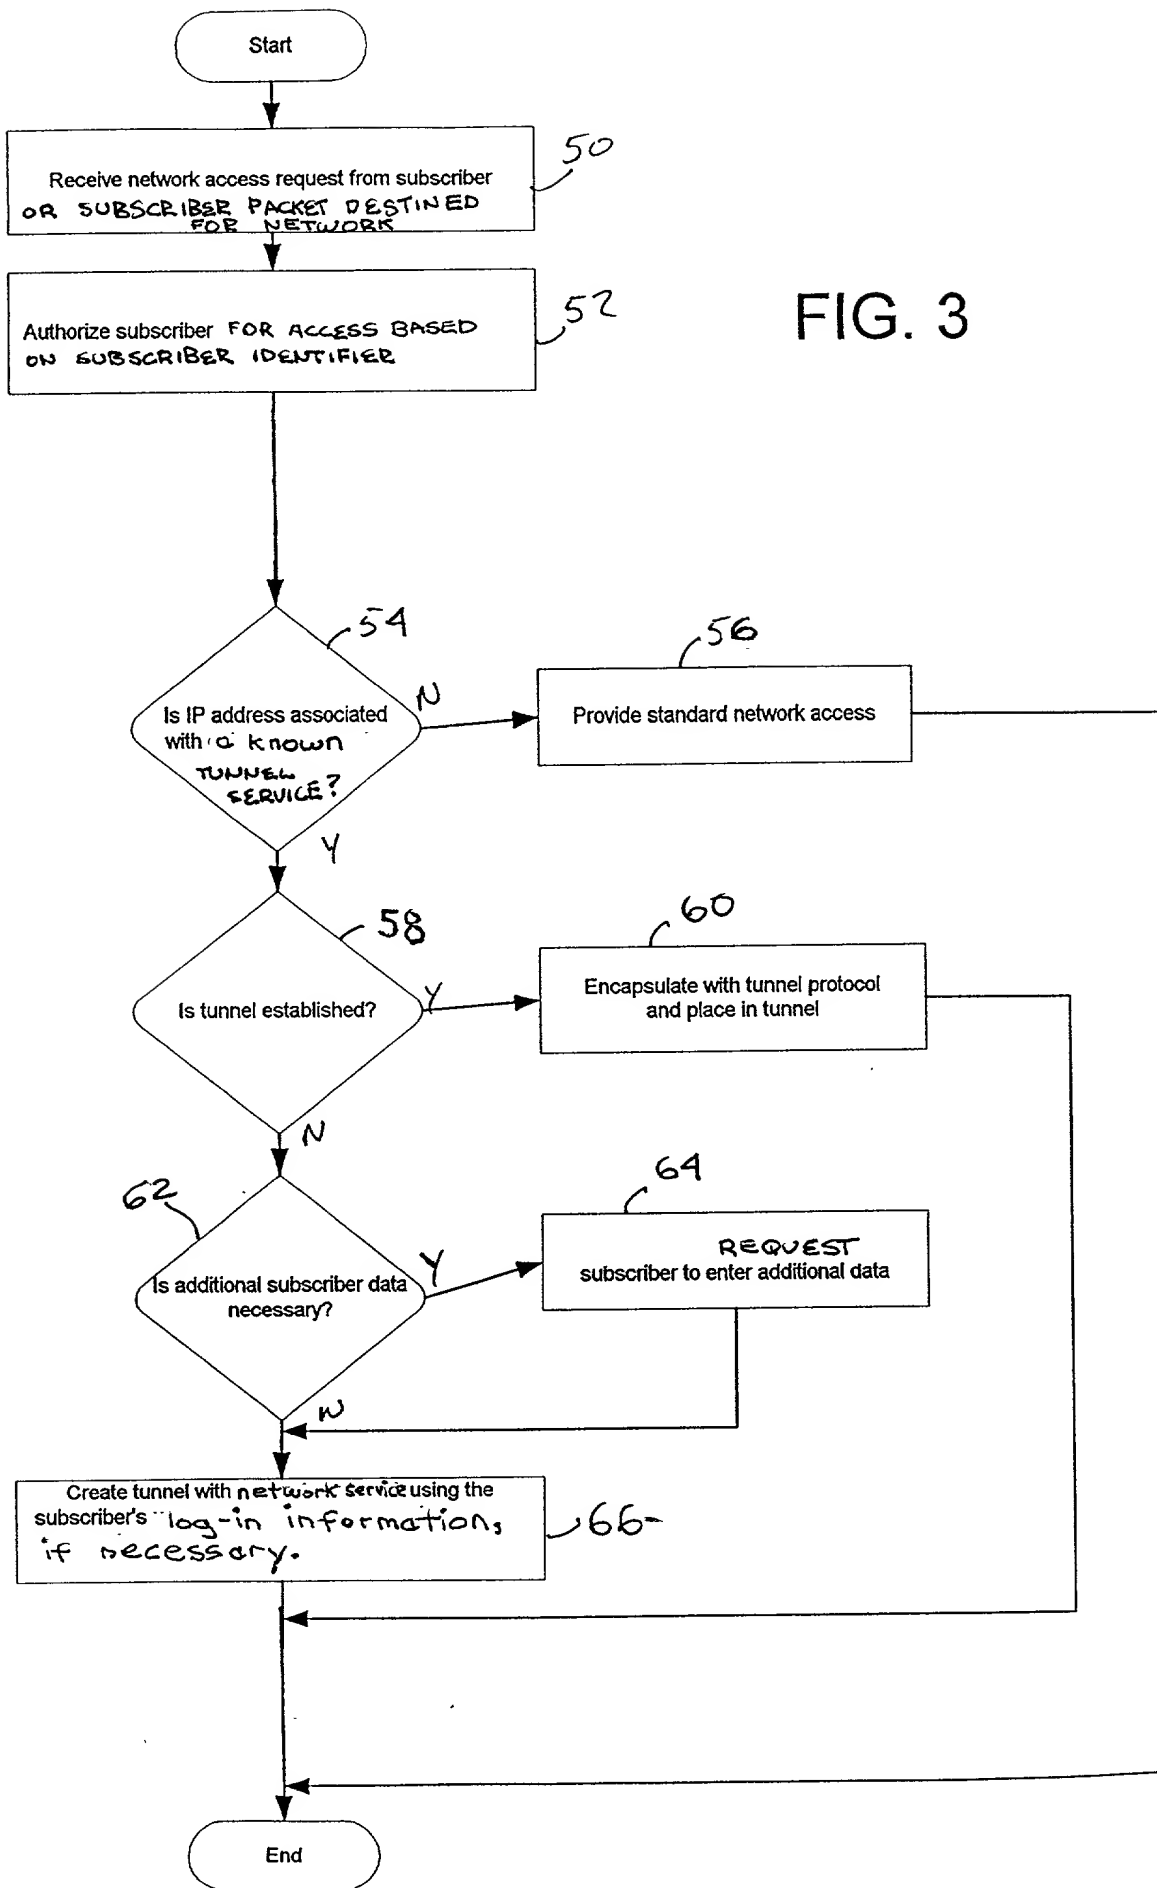 Start
50
Receive network access request from subscriber
OR SUBSCRIBER PACKET DESTINED
FOR NETWORK
52
FIG. 3
Authorize subscriber FOR ACCESS BASED
ON SUBSCRIBER IDENTIFIER
54
56
N
Is IP address associated
with a known
TUNNEL
SERVICE?
Provide standard network access
Y
58
60
Is tunnel established?
Y
Encapsulate with tunnel protocol
and place in tunnel
N
62
64
Is additional subscriber data
necessary?
Y
REQUEST
subscriber to enter additional data
N
Create tunnel with network service using the
subscriber's log-in information,
if necessary.
66
End